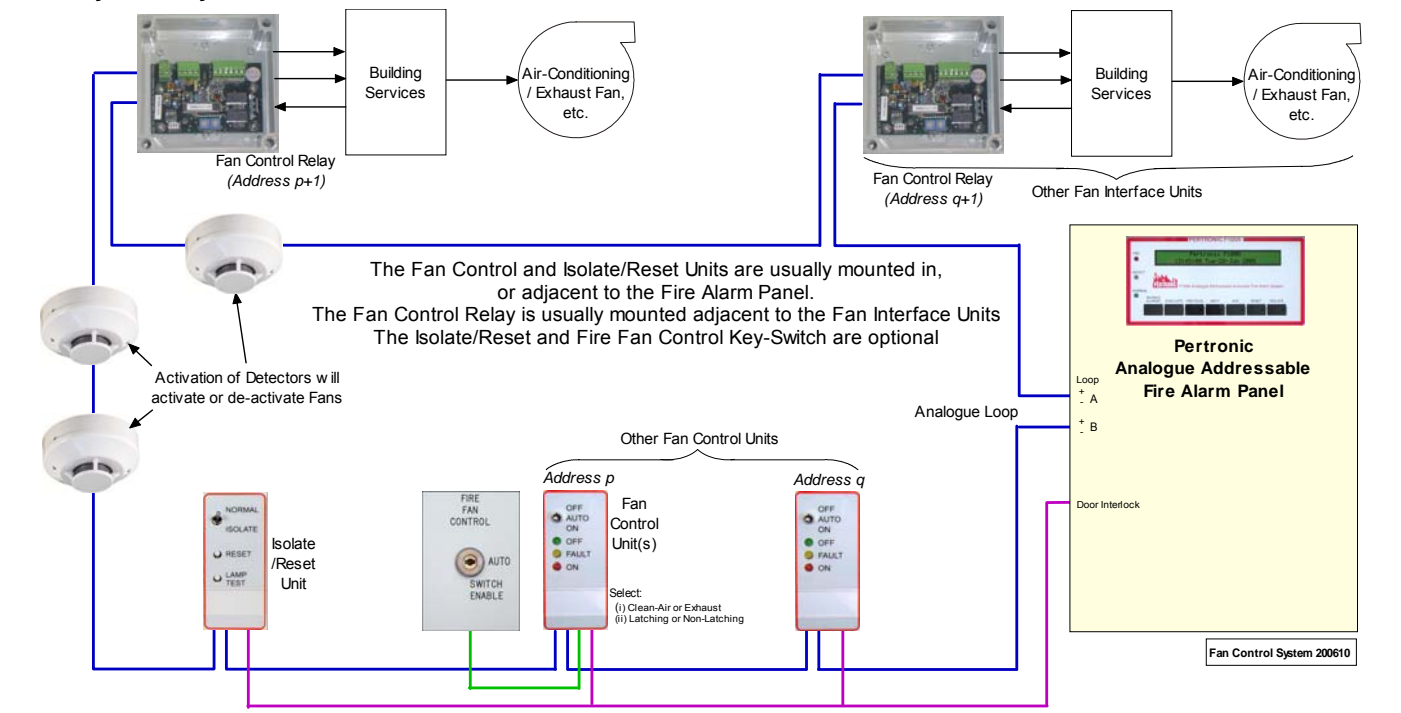 Building
Services
Air-Conditioning
/ Exhaust Fan,
etc.
Building
Services
Air-Conditioning
/ Exhaust Fan,
etc.
Fan Control Relay
(Address p+1)
Fan Control Relay
(Address q+1)
Other Fan Interface Units
The Fan Control and Isolate/Reset Units are usually mounted in,
or adjacent to the Fire Alarm Panel.
The Fan Control Relay is usually mounted adjacent to the Fan Interface Units
The Isolate/Reset and Fire Fan Control Key-Switch are optional
PERTRONIC F100A
Pertronic
Analogue Addressable
Fire Alarm Panel
Activation of Detectors will
activate or de-activate Fans
Loop
+
- A
+
- B
Analogue Loop
Door Interlock
Other Fan Control Units
Address p
Address q
NORMAL
ISOLATE
RESET
LAMP
TEST
Isolate
/Reset
Unit
FIRE
FAN
CONTROL
AUTO
SWITCH
ENABLE
OFF
AUTO
ON
OFF
FAULT
ON
Fan
Control
Unit(s)
Select:
(i) Clean-Air or Exhaust
(ii) Latching or Non-Latching
OFF
AUTO
ON
OFF
FAULT
ON
Fan Control System 200610